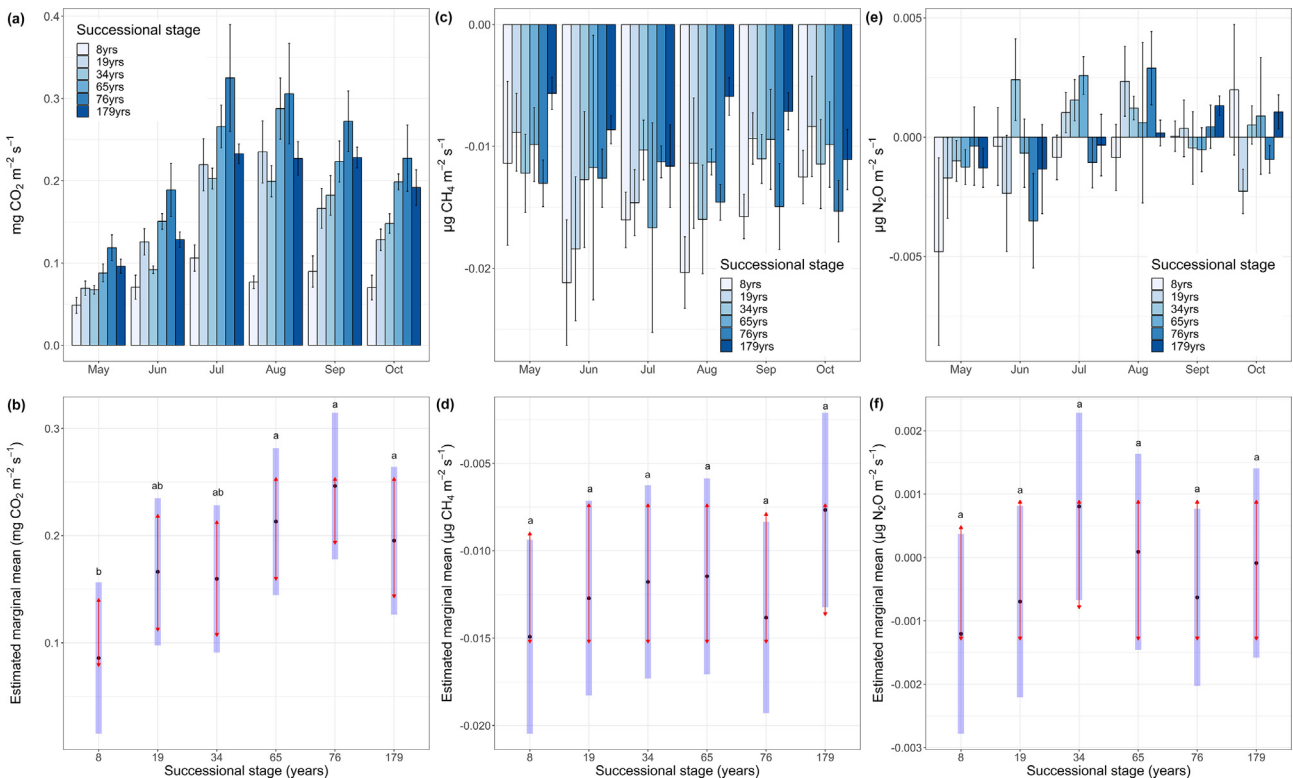 (a)
mg CO₂ m⁻² s⁻¹
0.4
0.3
0.2
0.1
0.0
Successional stage
8yrs
19yrs
34yrs
65yrs
76yrs
179yrs
May Jun Jul Aug Sep Oct
(c)
µg CH₄ m⁻² s⁻¹
0.00
-0.01
-0.02
Successional stage
8yrs
19yrs
34yrs
65yrs
76yrs
179yrs
May Jun Jul Aug Sep Oct
(e)
µg N₂O m⁻² s⁻¹
0.005
0.000
-0.005
Successional stage
8yrs
19yrs
34yrs
65yrs
76yrs
179yrs
May Jun Jul Aug Sept Oct
(b)
Estimated marginal mean (mg CO₂ m⁻² s⁻¹)
0.3
0.2
0.1
b ab ab a a a
8 19 34 65 76 179
Successional stage (years)
(d)
Estimated marginal mean (µg CH₄ m⁻² s⁻¹)
-0.005
-0.010
-0.015
-0.020
a a a a a a
8 19 34 65 76 179
Successional stage (years)
(f)
Estimated marginal mean (µg N₂O m⁻² s⁻¹)
0.002
0.001
0.000
-0.001
-0.002
-0.003
a a a a a a
8 19 34 65 76 179
Successional stage (years)